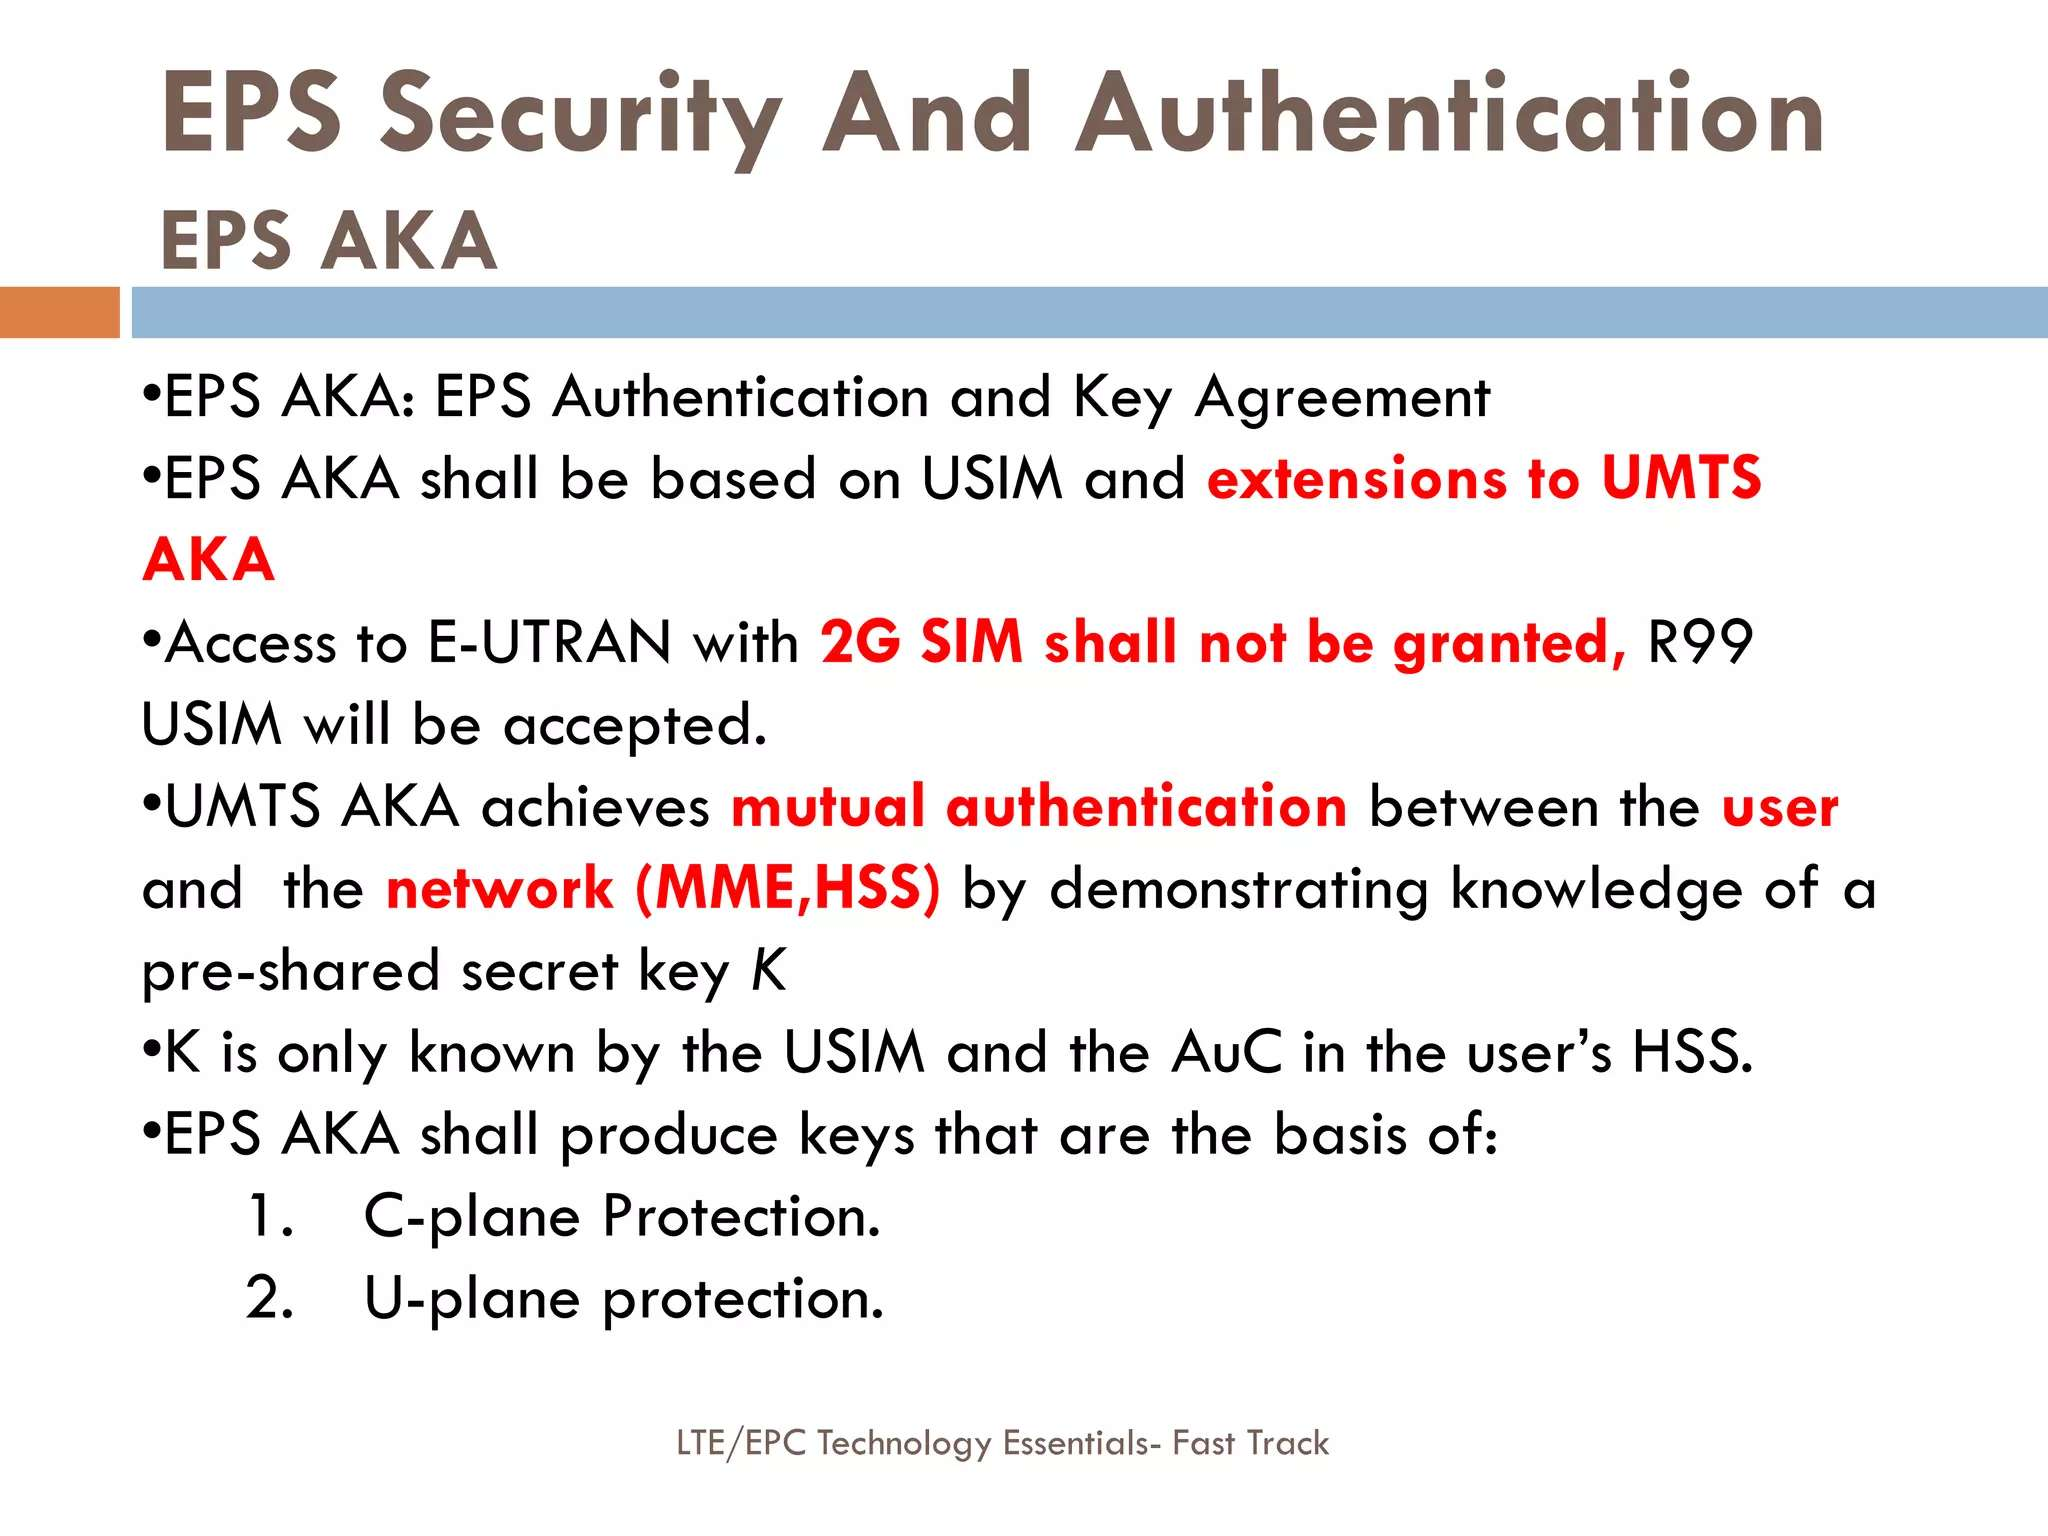 EPS Security And Authentication
EPS AKA
•EPS AKA: EPS Authentication and Key Agreement
•EPS AKA shall be based on USIM and extensions to UMTS
AKA
•Access to E-UTRAN with 2G SIM shall not be granted, R99
USIM will be accepted.
•UMTS AKA achieves mutual authentication between the user
and the network (MME,HSS) by demonstrating knowledge of a
pre-shared secret key K
•K is only known by the USIM and the AuC in the user’s HSS.
•EPS AKA shall produce keys that are the basis of:
1. C-plane Protection.
2. U-plane protection.
LTE/EPC Technology Essentials- Fast Track